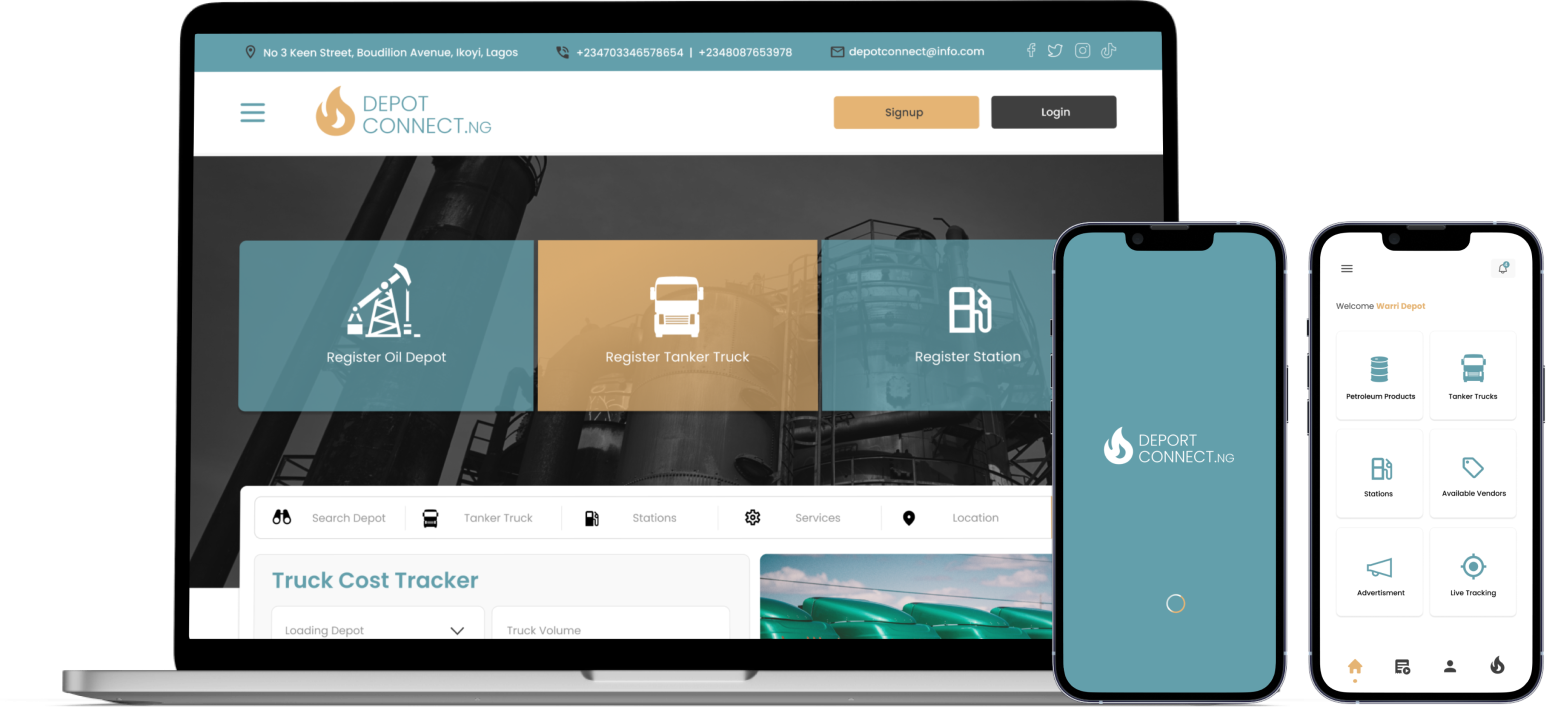 No 3 Keen Street, Boudilion Avenue, Ikoyi, Lagos
+234703346578654 | +2348087653978
depotconnect@info.com
DEPOT
CONNECT.NG
Signup
Login
Register Oil Depot
Register Tanker Truck
Register Station
Search Depot
Tanker Truck
Stations
Services
Location
Truck Cost Tracker
Loading Depot
Truck Volume
DEPORT
CONNECT.NG
Welcome Warri Depot
Petroleum Products
Tanker Trucks
Stations
Available Vendors
Advertisment
Live Tracking